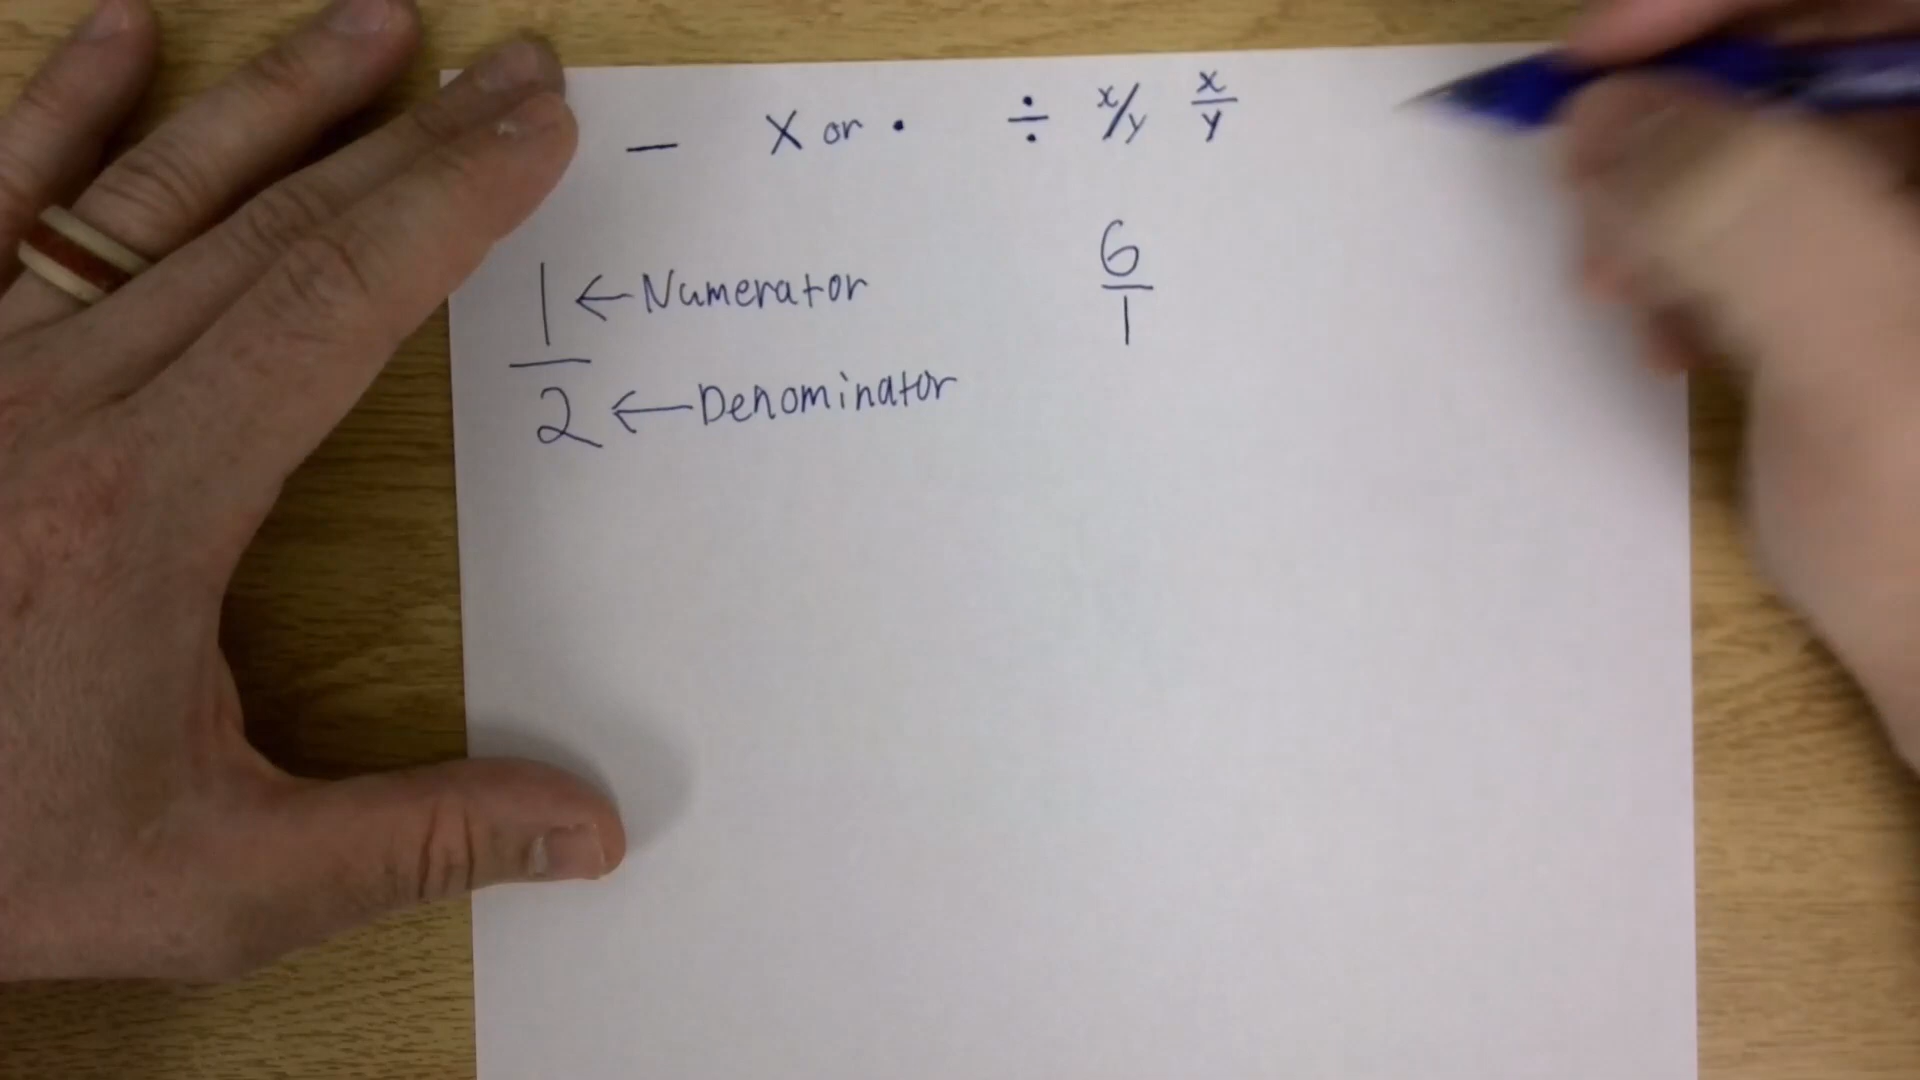 — X or • ÷ x/y x/y
1 ← Numerator
2 ← Denominator
6/1